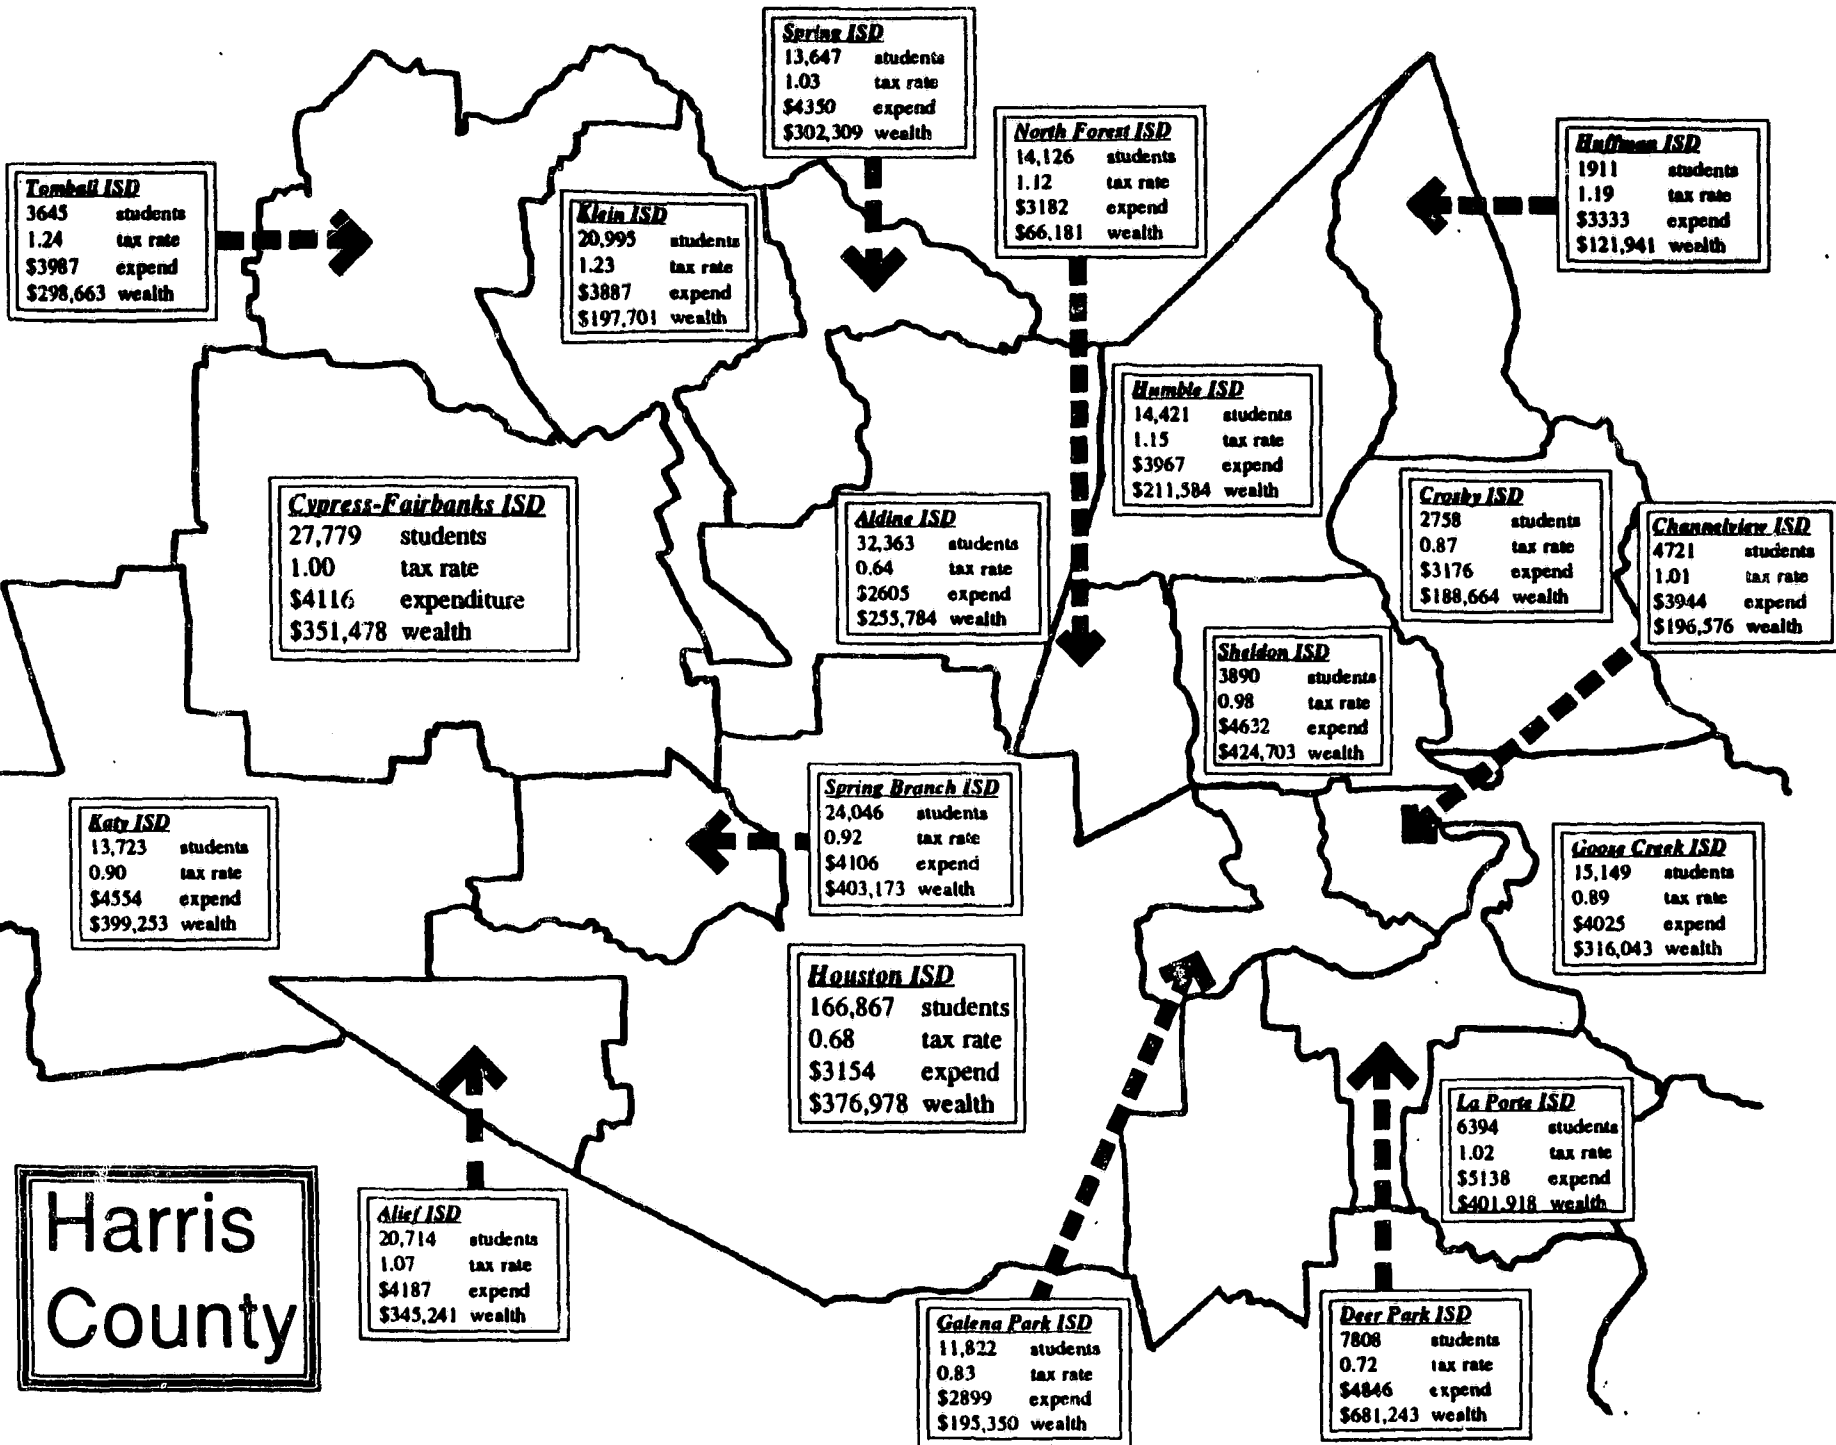 Spring ISD
13,647 students
1.03 tax rate
$4350 expend
$302,309 wealth
North Forest ISD
14,126 students
1.12 tax rate
$3182 expend
$66,181 wealth
Huffman ISD
1911 students
1.19 tax rate
$3333 expend
$121,941 wealth
Tomball ISD
3645 students
1.24 tax rate
$3987 expend
$298,663 wealth
Klein ISD
20,995 students
1.23 tax rate
$3887 expend
$197,701 wealth
Humble ISD
14,421 students
1.15 tax rate
$3967 expend
$211,584 wealth
Cypress-Fairbanks ISD
27,779 students
1.00 tax rate
$4116 expenditure
$351,478 wealth
Aldine ISD
32,363 students
0.64 tax rate
$2605 expend
$255,784 wealth
Crosby ISD
2758 students
0.87 tax rate
$3176 expend
$188,664 wealth
Channelview ISD
4721 students
1.01 tax rate
$3944 expend
$196,576 wealth
Sheldon ISD
3890 students
0.98 tax rate
$4632 expend
$424,703 wealth
Katy ISD
13,723 students
0.90 tax rate
$4554 expend
$399,253 wealth
Spring Branch ISD
24,046 students
0.92 tax rate
$4106 expend
$403,173 wealth
Goose Creek ISD
15,149 students
0.89 tax rate
$4025 expend
$316,043 wealth
Houston ISD
166,867 students
0.68 tax rate
$3154 expend
$376,978 wealth
La Porte ISD
6394 students
1.02 tax rate
$5138 expend
$401,918 wealth
Harris
County
Alief ISD
20,714 students
1.07 tax rate
$4187 expend
$345,241 wealth
Galena Park ISD
11,822 students
0.83 tax rate
$2899 expend
$195,350 wealth
Deer Park ISD
7808 students
0.72 tax rate
$4846 expend
$681,243 wealth